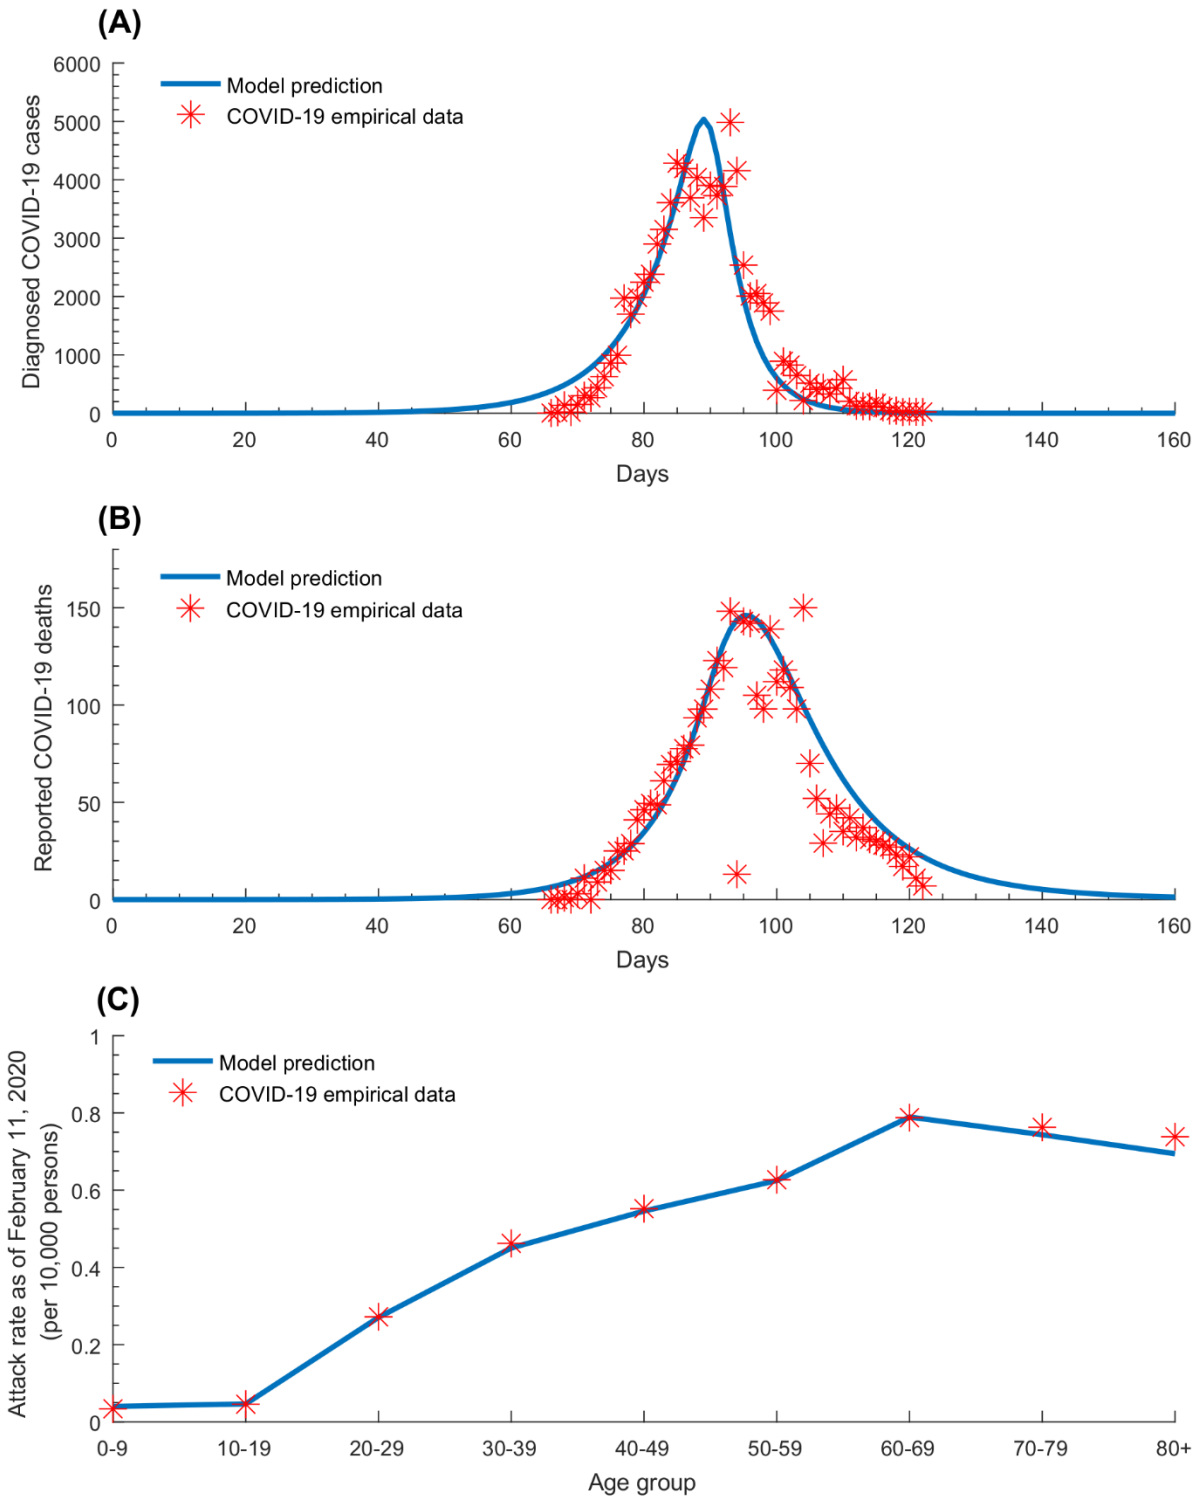 (A)
6000
5000
4000
3000
2000
1000
0
Diagnosed COVID-19 cases
Model prediction
COVID-19 empirical data
0 20 40 60 80 100 120 140 160
Days
(B)
150
100
50
0
Reported COVID-19 deaths
Model prediction
COVID-19 empirical data
0 20 40 60 80 100 120 140 160
Days
(C)
1
0.8
0.6
0.4
0.2
0
Attack rate as of February 11, 2020
(per 10,000 persons)
Model prediction
COVID-19 empirical data
0-9 10-19 20-29 30-39 40-49 50-59 60-69 70-79 80+
Age group